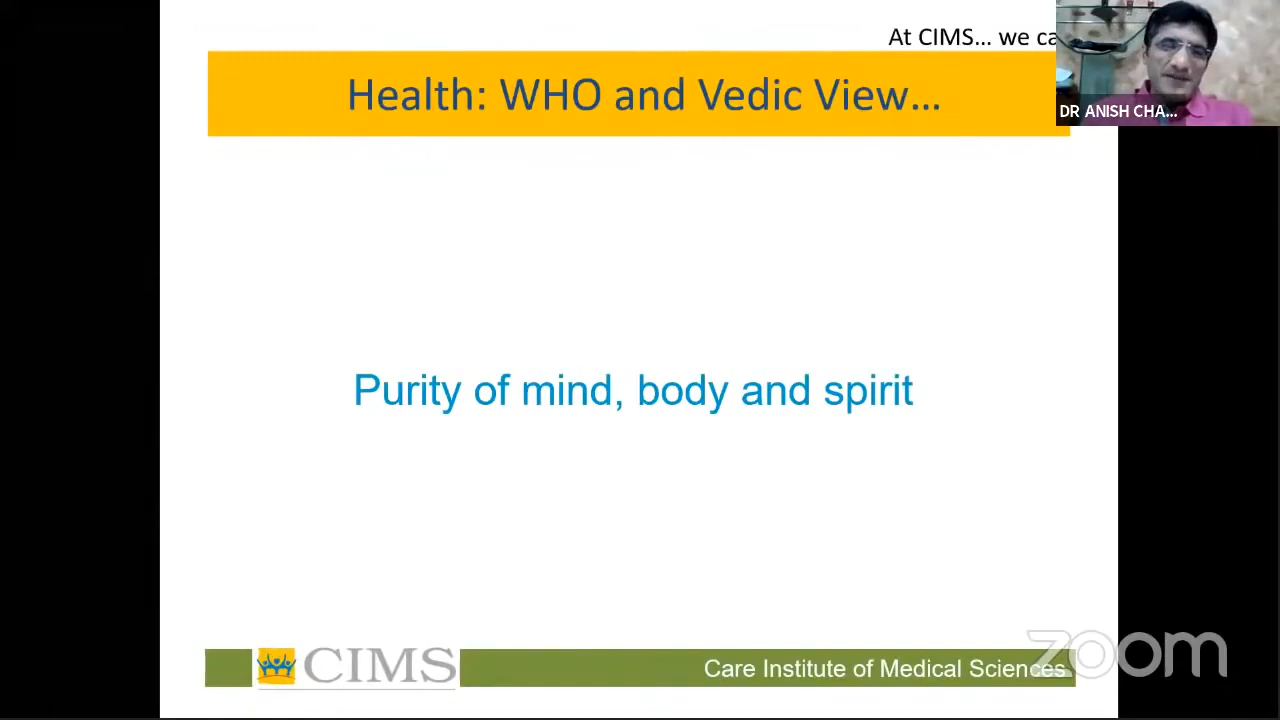 At CIMS... we ca
Health: WHO and Vedic View...
DR ANISH CHA...
Purity of mind, body and spirit
CIMS
Care Institute of Medical Sciences
zoom